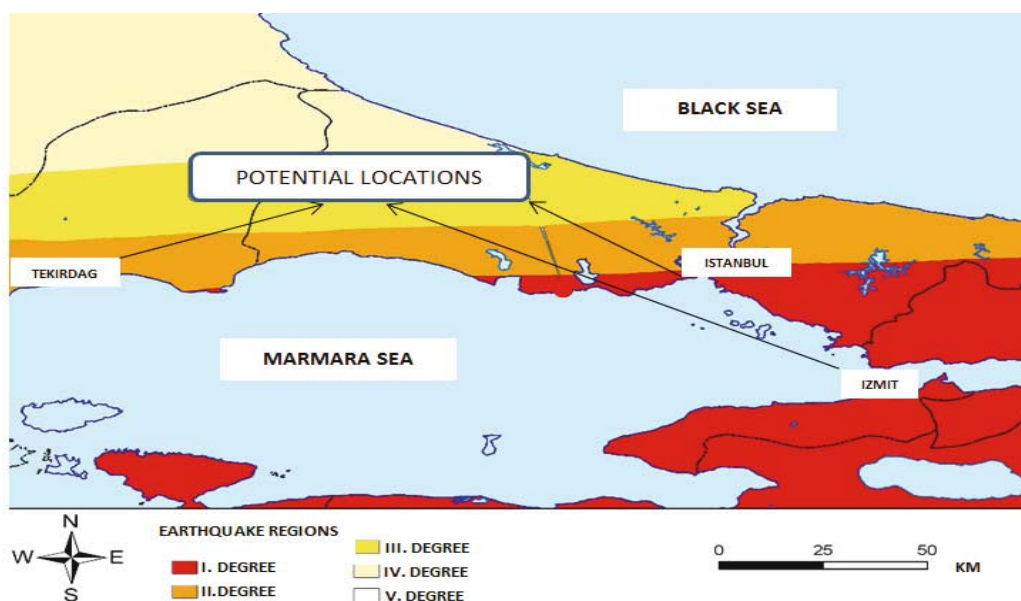 BLACK SEA
POTENTIAL LOCATIONS
TEKIRDAG
ISTANBUL
MARMARA SEA
IZMIT
N
W E
S
EARTHQUAKE REGIONS
I. DEGREE
II.DEGREE
III. DEGREE
IV. DEGREE
V. DEGREE
0 25 50 KM